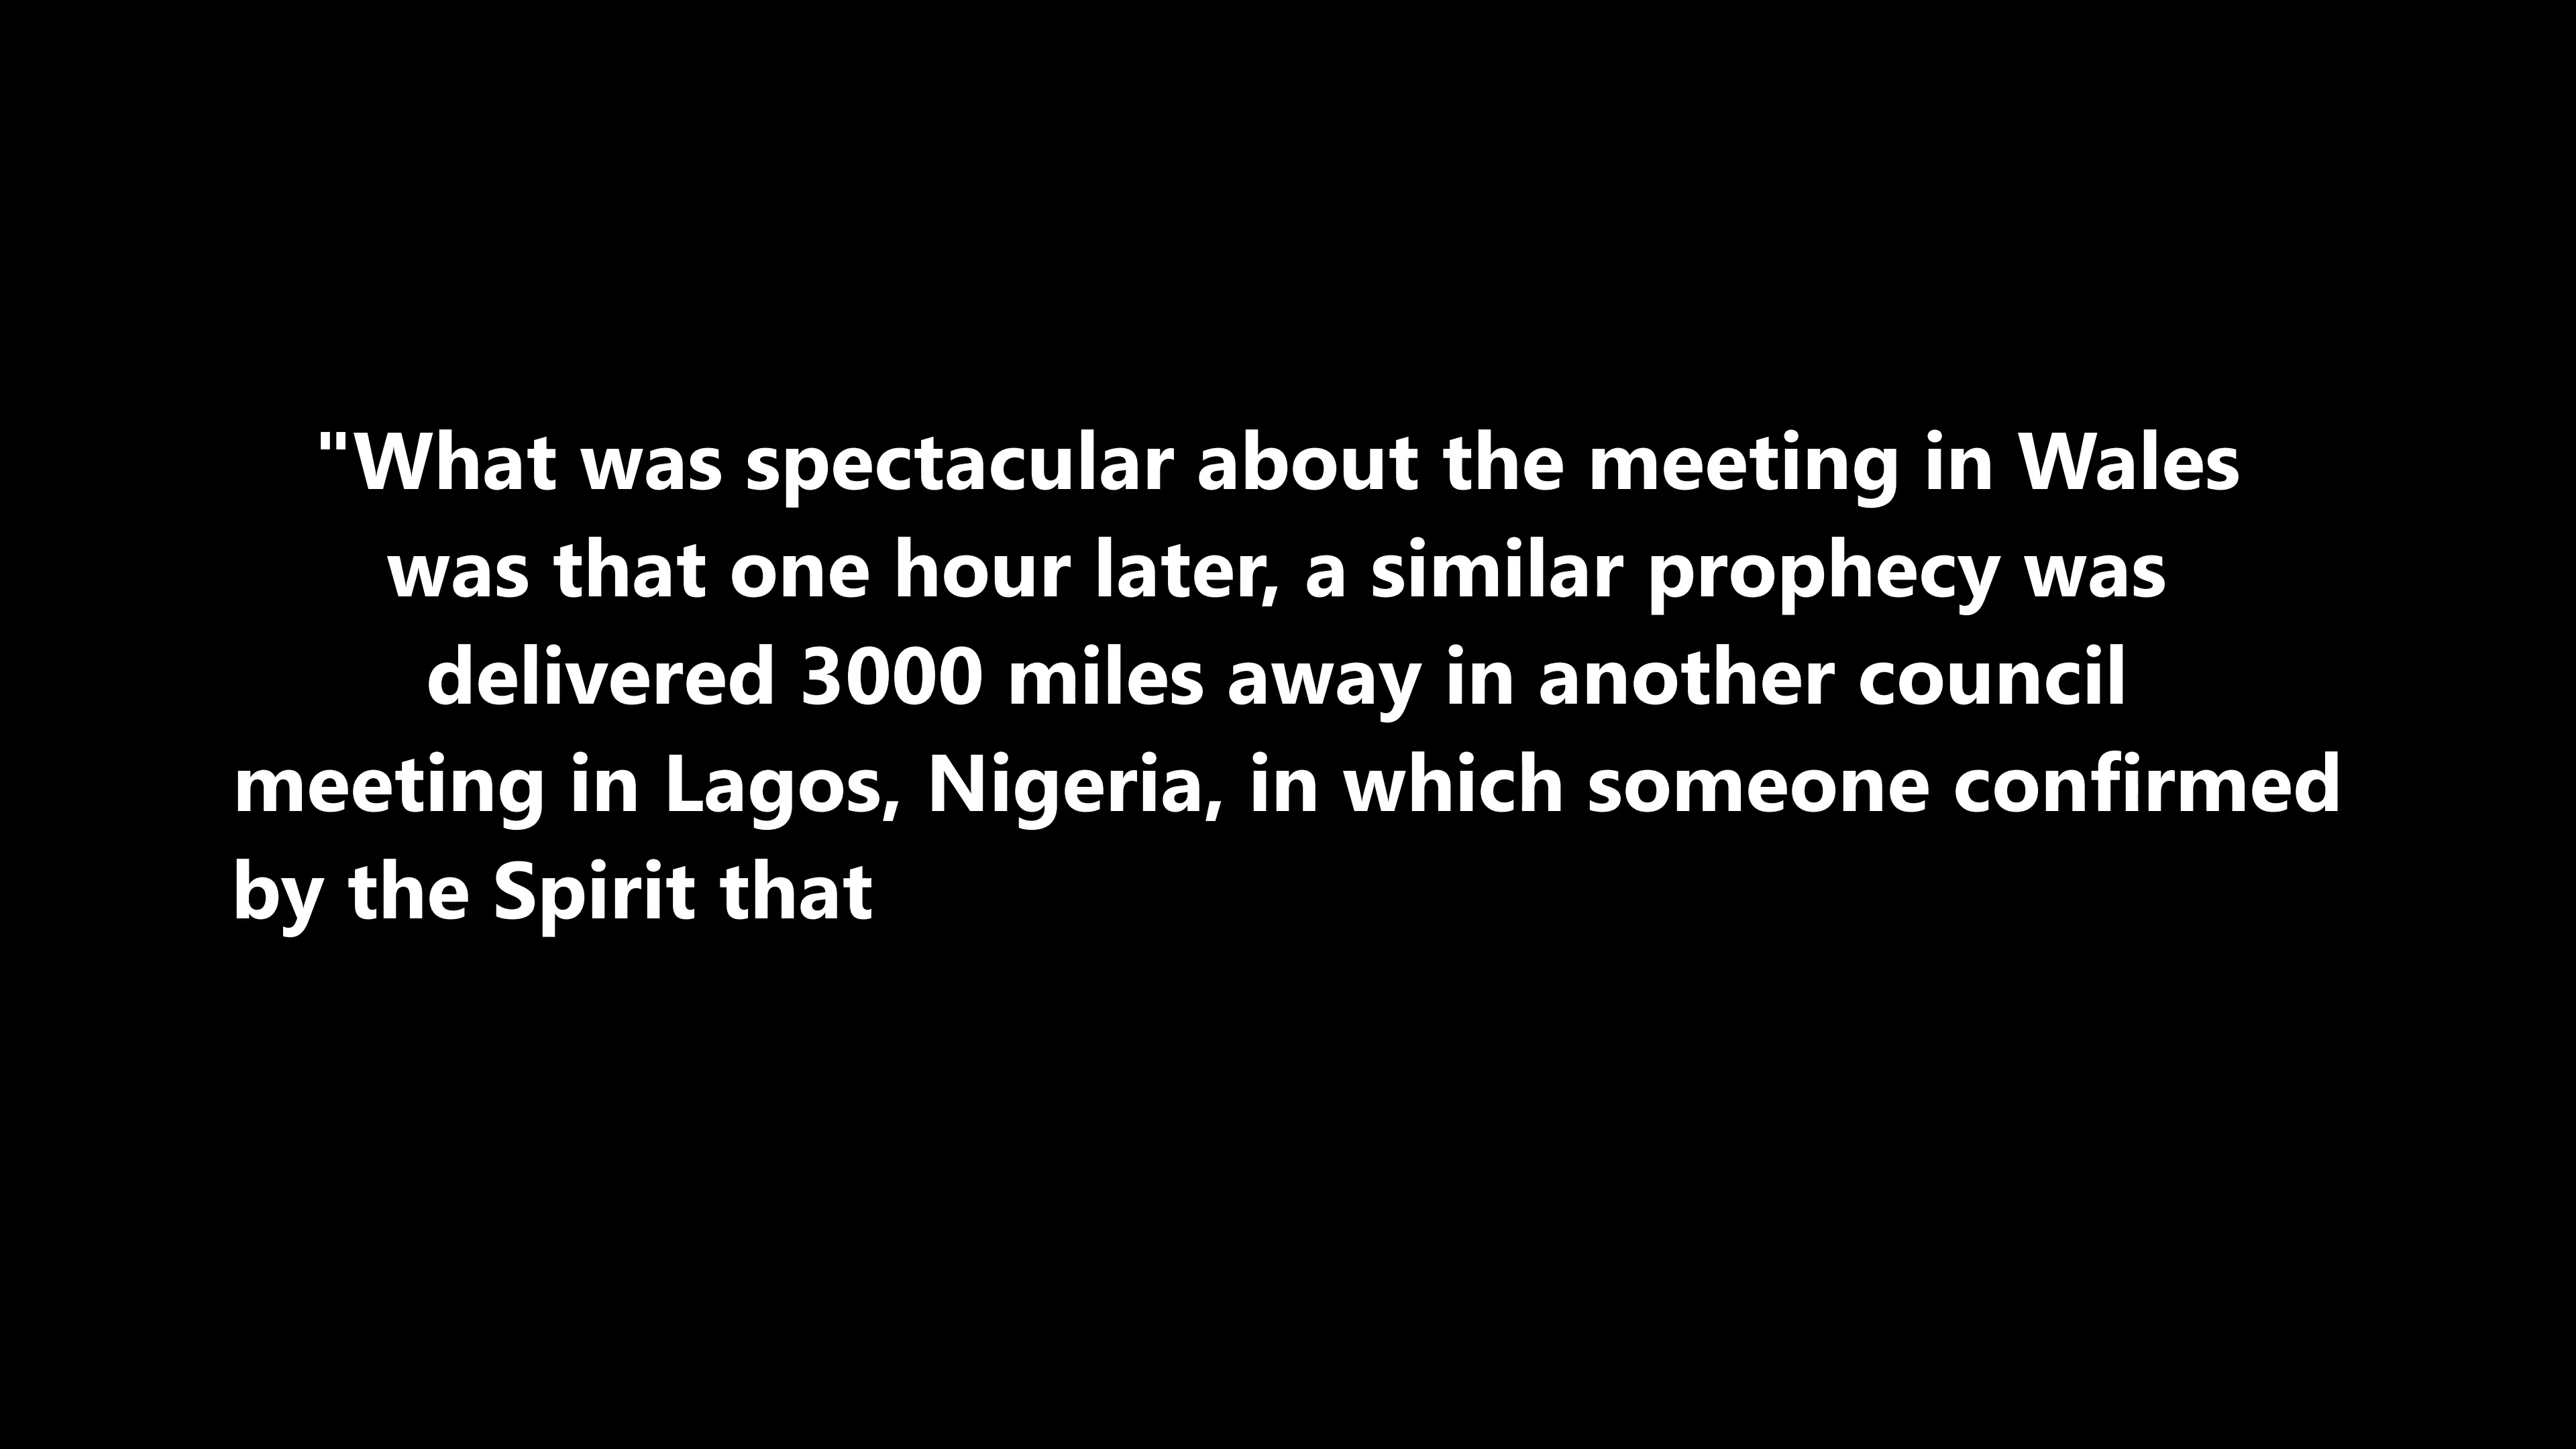 "What was spectacular about the meeting in Wales
was that one hour later, a similar prophecy was
delivered 3000 miles away in another council
meeting in Lagos, Nigeria, in which someone confirmed
by the Spirit that